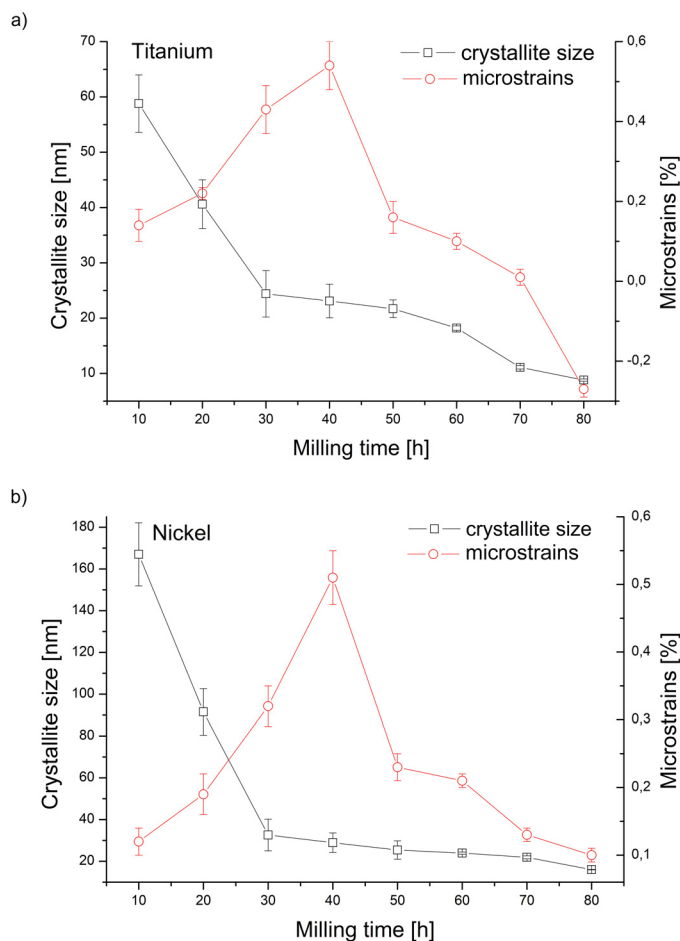 a)
Titanium
crystallite size
microstrains
70
60
50
40
30
20
10
Crystallite size [nm]
0,6
0,4
0,2
0,0
-0,2
Microstrains [%]
10 20 30 40 50 60 70 80
Milling time [h]
b)
Nickel
crystallite size
microstrains
180
160
140
120
100
80
60
40
20
Crystallite size [nm]
0,6
0,5
0,4
0,3
0,2
0,1
Microstrains [%]
10 20 30 40 50 60 70 80
Milling time [h]